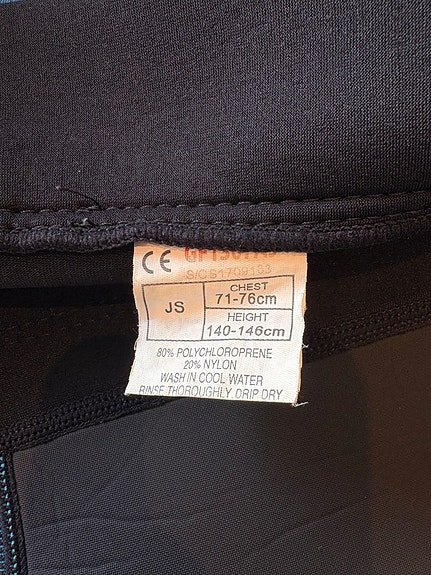 CE
S/C S1709183
JS
CHEST
71-76cm
HEIGHT
140-146cm
80% POLYCHLOROPRENE
20% NYLON
WASH IN COOL WATER
RINSE THOROUGHLY DRIP DRY